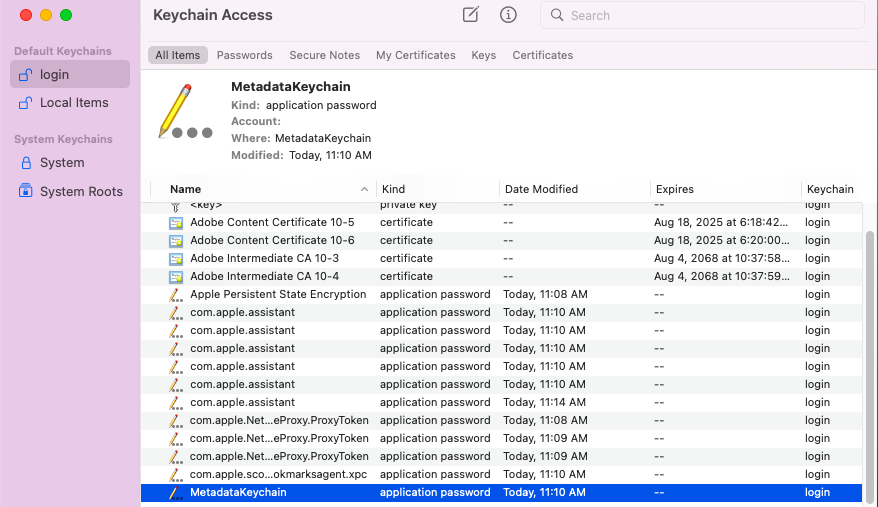 Keychain Access
Search
Default Keychains
login
Local Items
System Keychains
System
System Roots
All Items Passwords Secure Notes My Certificates Keys Certificates
MetadataKeychain
Kind: application password
Account:
Where: MetadataKeychain
Modified: Today, 11:10 AM
Name Kind Date Modified Expires Keychain
<key> private key -- -- login
Adobe Content Certificate 10-5 certificate -- Aug 18, 2025 at 6:18:42... login
Adobe Content Certificate 10-6 certificate -- Aug 18, 2025 at 6:20:00... login
Adobe Intermediate CA 10-3 certificate -- Aug 4, 2068 at 10:37:58... login
Adobe Intermediate CA 10-4 certificate -- Aug 4, 2068 at 10:37:59... login
Apple Persistent State Encryption application password Today, 11:08 AM -- login
com.apple.assistant application password Today, 11:10 AM -- login
com.apple.assistant application password Today, 11:10 AM -- login
com.apple.assistant application password Today, 11:10 AM -- login
com.apple.assistant application password Today, 11:10 AM -- login
com.apple.assistant application password Today, 11:10 AM -- login
com.apple.assistant application password Today, 11:14 AM -- login
com.apple.Net...eProxy.ProxyToken application password Today, 11:08 AM -- login
com.apple.Net...eProxy.ProxyToken application password Today, 11:09 AM -- login
com.apple.Net...eProxy.ProxyToken application password Today, 11:09 AM -- login
com.apple.sco...okmarksagent.xpc application password Today, 11:10 AM -- login
MetadataKeychain application password Today, 11:10 AM -- login